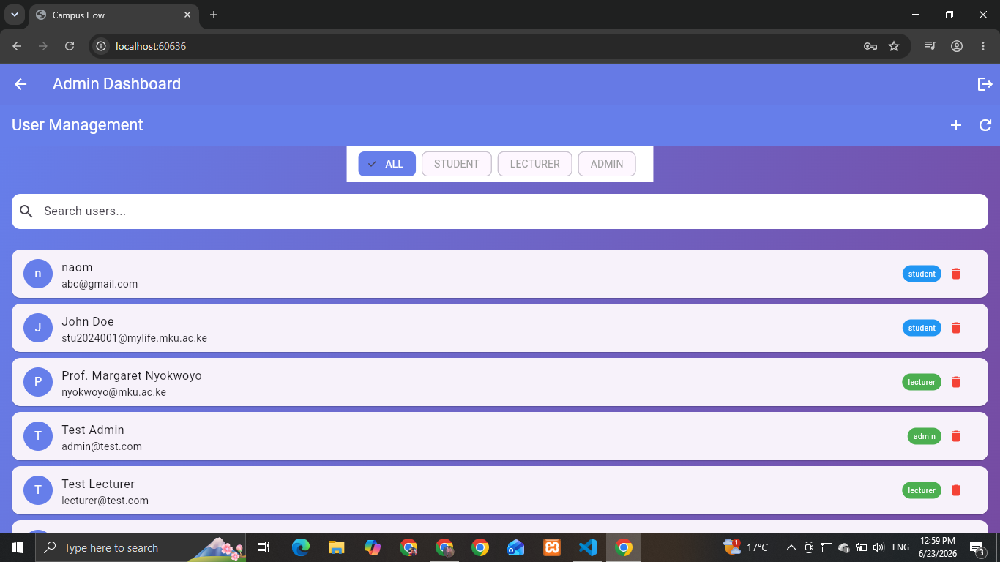 Campus Flow
localhost:60636
Admin Dashboard
User Management
ALL STUDENT LECTURER ADMIN
Search users...
n naom
abc@gmail.com
student
J John Doe
stu2024001@mylife.mku.ac.ke
student
P Prof. Margaret Nyokwoyo
nyokwoyo@mku.ac.ke
lecturer
T Test Admin
admin@test.com
admin
T Test Lecturer
lecturer@test.com
lecturer
Type here to search
1
17°C
ENG
12:59 PM
6/23/2026
3